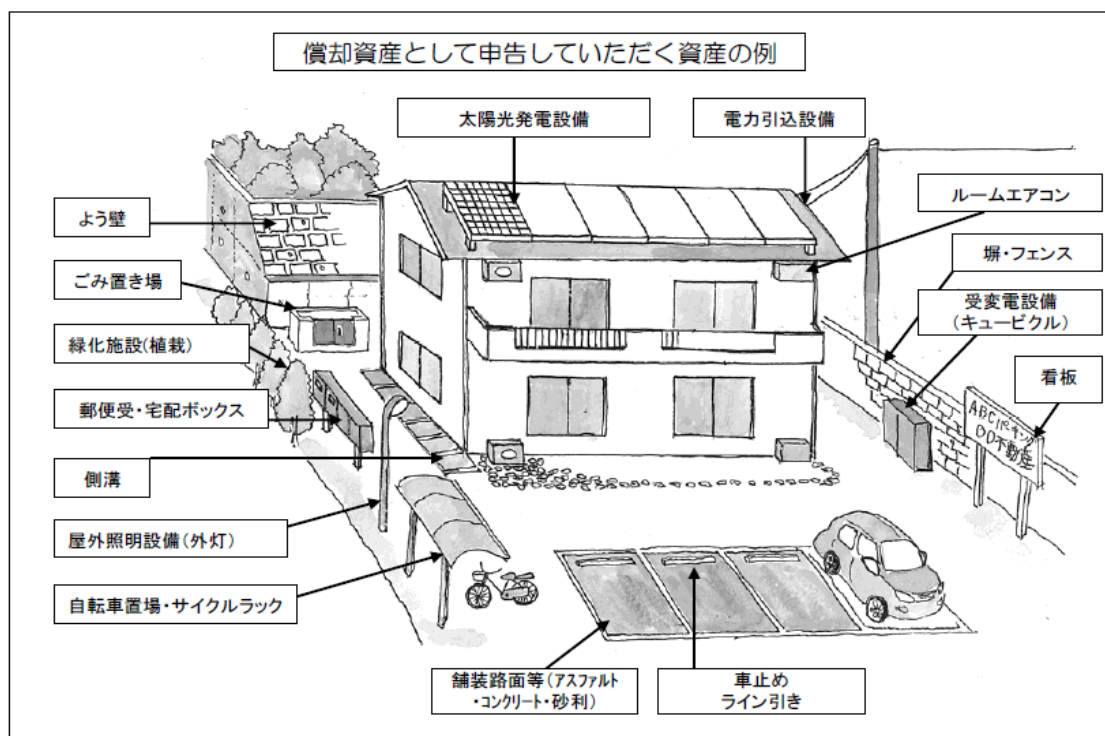 償却資産として申告していただく資産の例
太陽光発電設備
電力引込設備
ルームエアコン
よう壁
塀・フェンス
ごみ置き場
受変電設備
(キュービクル)
緑化施設(植栽)
看板
郵便受・宅配ボックス
ABCパーキング
〇〇不動産
側溝
屋外照明設備(外灯)
自転車置場・サイクルラック
舗装路面等(アスファルト
・コンクリート・砂利)
車止め
ライン引き